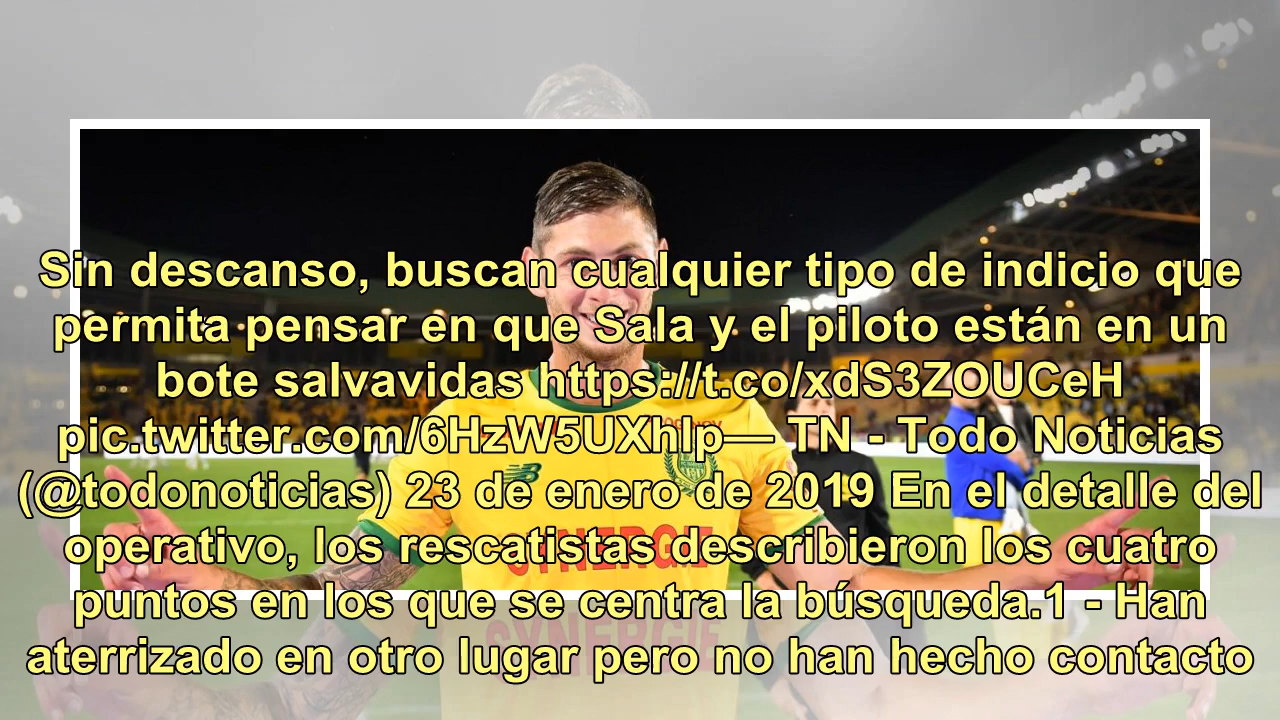 Sin descanso, buscan cualquier tipo de indicio que
permita pensar en que Sala y el piloto están en un
bote salvavidas https://t.co/xdS3ZOUCeH
pic.twitter.com/6HzW5UXhIp— TN - Todo Noticias
(@todonoticias) 23 de enero de 2019 En el detalle del
operativo, los rescatistas describieron los cuatro
puntos en los que se centra la búsqueda.1 - Han
aterrizado en otro lugar pero no han hecho contacto
SYNERGIE
SYNERGIE